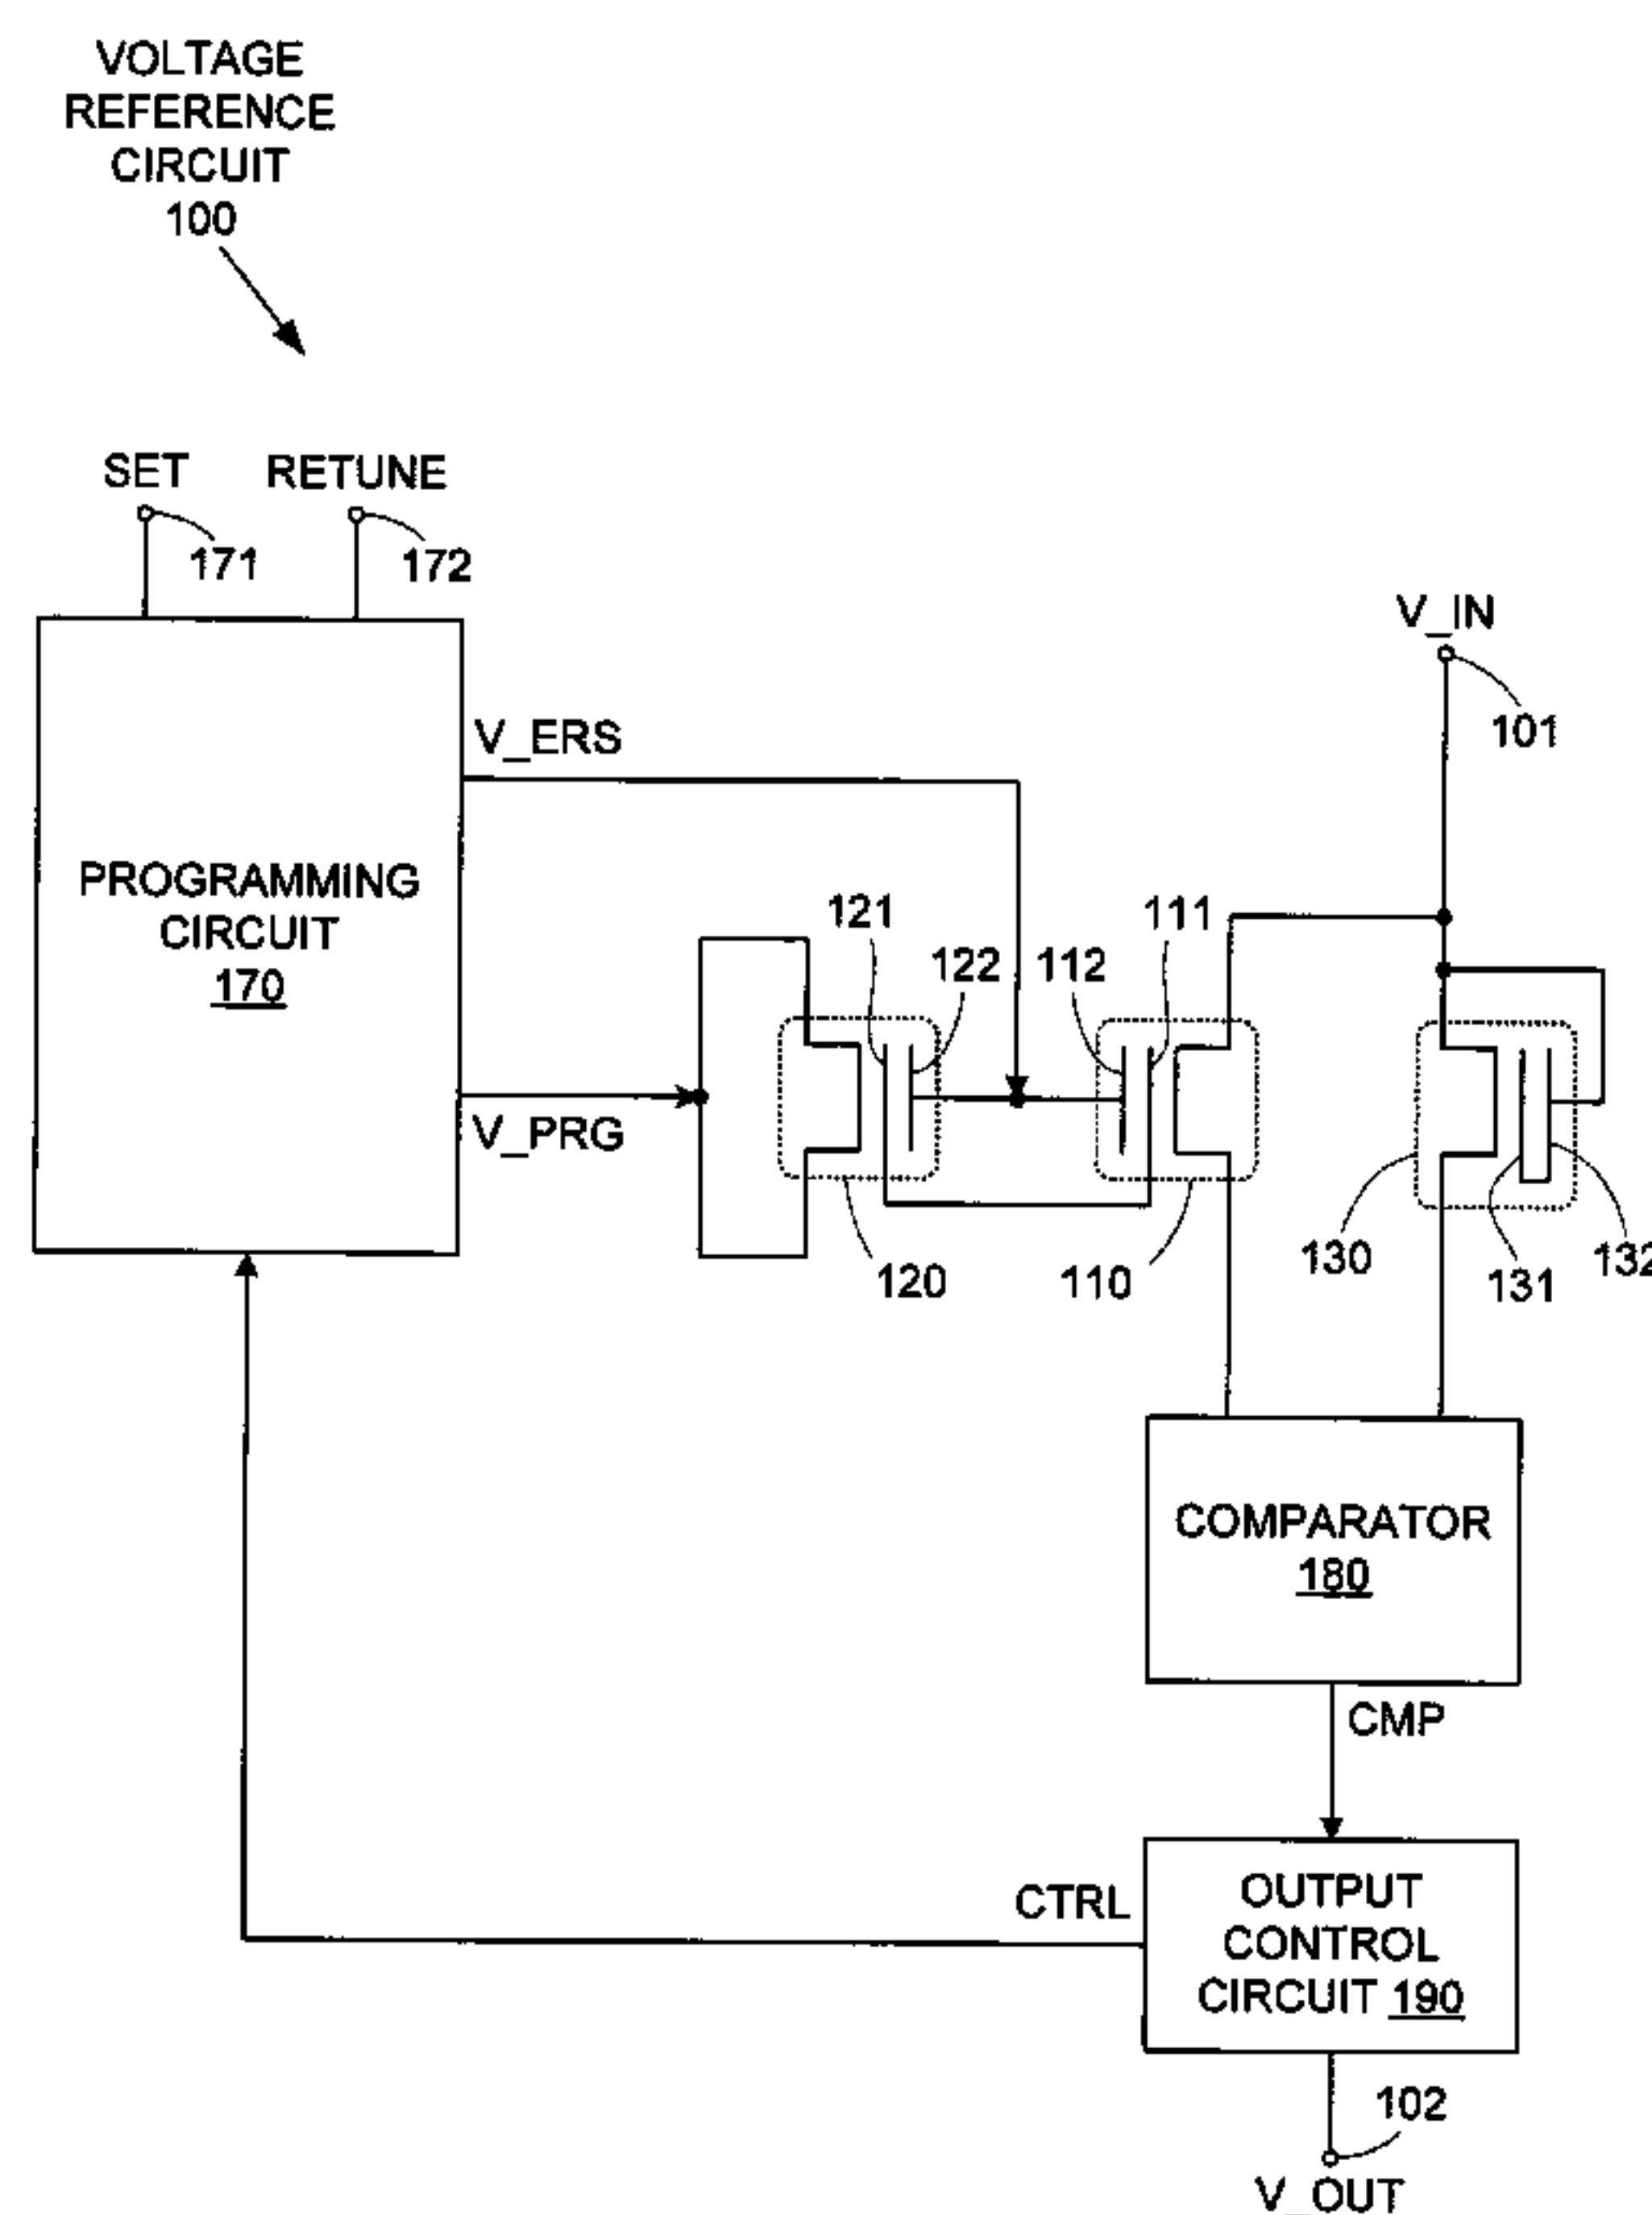 VOLTAGE
REFERENCE
CIRCUIT
100
SET
RETUNE
171
172
V_IN
101
V_ERS
PROGRAMMING
CIRCUIT
170
121
122
112
111
V_PRG
120
110
130
131
132
COMPARATOR
180
CMP
CTRL
OUTPUT
CONTROL
CIRCUIT 190
102
V_OUT